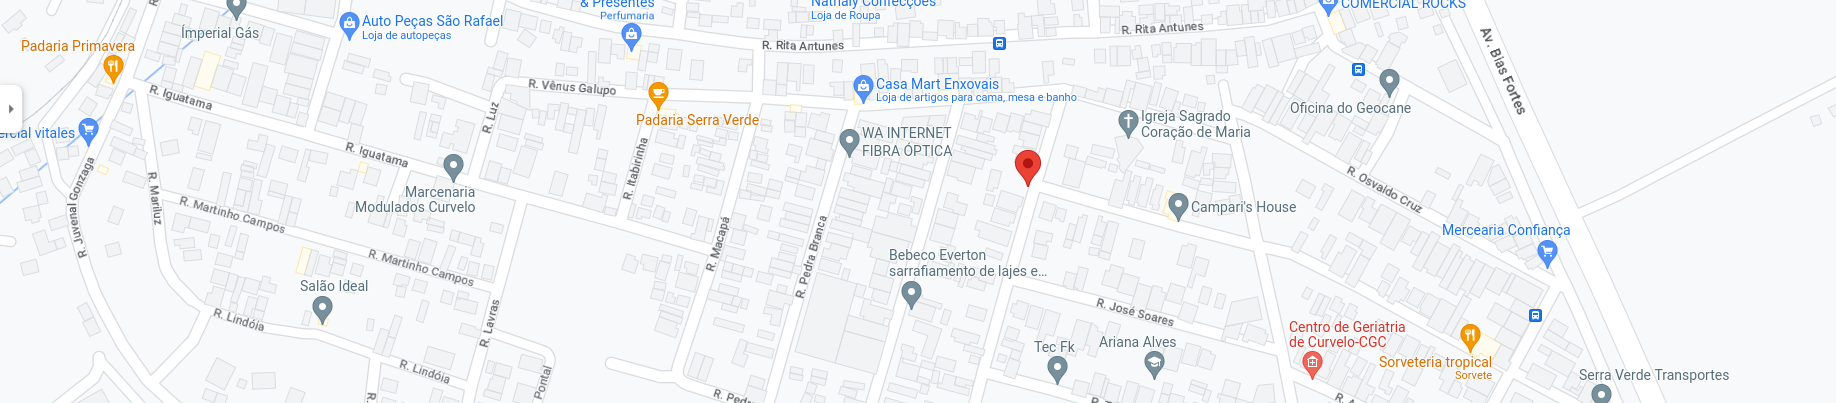 & Presentes
Perfumaria
Nathaly Confecções
Loja de Roupa
COMERCIAL ROCKS
Auto Peças São Rafael
Loja de autopeças
Imperial Gás
Padaria Primavera
R. Rita Antunes
R. Rita Antunes
Av. Bias Fortes
R. Vênus Galupo
Casa Mart Enxovais
Loja de artigos para cama, mesa e banho
Oficina do Geocane
R. Iguatama
R. Luz
Padaria Serra Verde
Igreja Sagrado
Coração de Maria
ercial vitales
WA INTERNET
FIBRA ÓPTICA
R. Iguatama
R. Itabirinha
R. Osvaldo Cruz
Marcenaria
Modulados Curvelo
R. Mariluz
R. Juvenal Gonzaga
R. Martinho Campos
Campari's House
Mercearia Confiança
R. Macapá
R. Pedra Branca
R. Martinho Campos
Bebeco Everton
sarrafiamento de lajes e...
Salão Ideal
R. Lindóia
R. Lavras
R. José Soares
Centro de Geriatria
de Curvelo-CGC
Tec Fk
Ariana Alves
Sorveteria tropical
Sorvete
R. Lindóia
Pontal
Serra Verde Transportes
R. Pedr
R.
R.
R. A